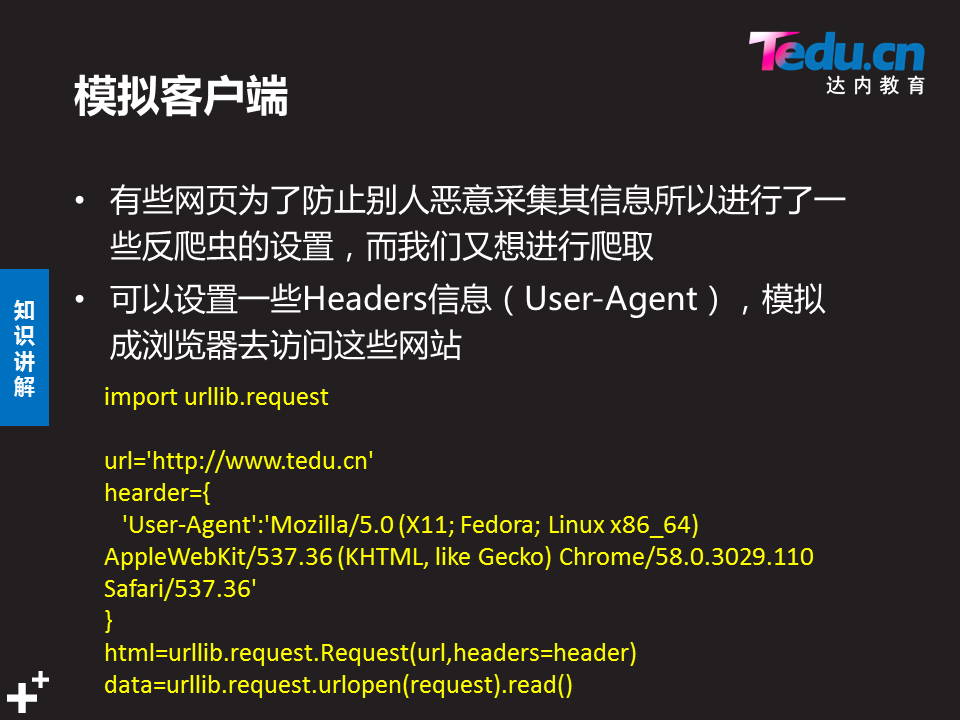 Tedu.cn
达内教育
模拟客户端
• 有些网页为了防止别人恶意采集其信息所以进行了一
些反爬虫的设置，而我们又想进行爬取
• 可以设置一些Headers信息（User-Agent），模拟
成浏览器去访问这些网站
知
识
讲
解
import urllib.request
url='http://www.tedu.cn'
hearder={
'User-Agent':'Mozilla/5.0 (X11; Fedora; Linux x86_64)
AppleWebKit/537.36 (KHTML, like Gecko) Chrome/58.0.3029.110
Safari/537.36'
}
html=urllib.request.Request(url,headers=header)
data=urllib.request.urlopen(request).read()